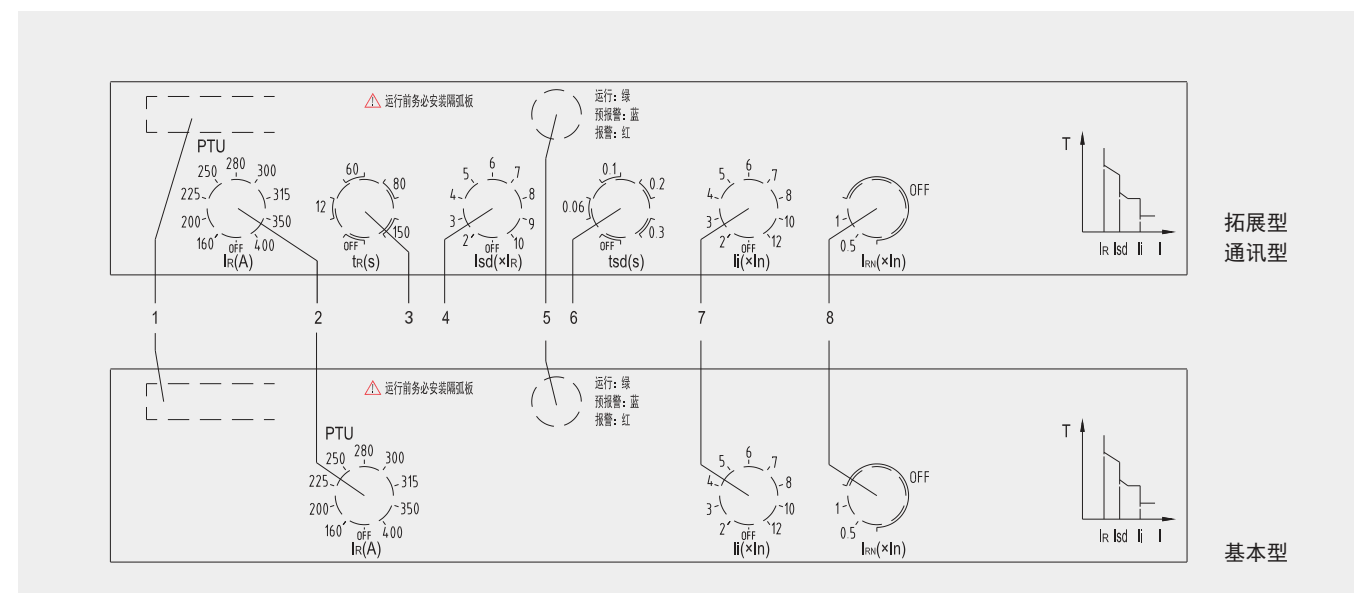 运行前务必安装隔弧板
运行：绿
预报警：蓝
报警：红
PTU
160 200 225 250 280 300 315 350 400 OFF
IR(A)
12 60 80 150 OFF
tR(s)
2 3 4 5 6 7 8 9 10
Isd(×IR)
0.06 0.1 0.2 0.3 OFF
tsd(s)
2 3 4 5 6 7 8 10 12 OFF
Ii(×In)
0.5 1 OFF
IRN(×In)
T
IR Isd Ii I
拓展型
通讯型
1 2 3 4 5 6 7 8
运行前务必安装隔弧板
运行：绿
预报警：蓝
报警：红
PTU
160 200 225 250 280 300 315 350 400 OFF
IR(A)
2 3 4 5 6 7 8 10 12 OFF
Ii(×In)
0.5 1 OFF
IRN(×In)
T
IR Isd Ii I
基本型